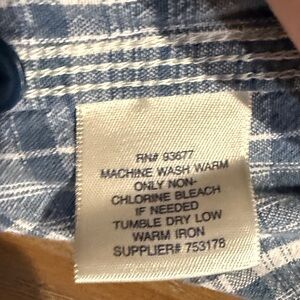 RN# 93677
MACHINE WASH WARM
ONLY NON-
CHLORINE BLEACH
IF NEEDED
TUMBLE DRY LOW
WARM IRON
SUPPLIER# 753178